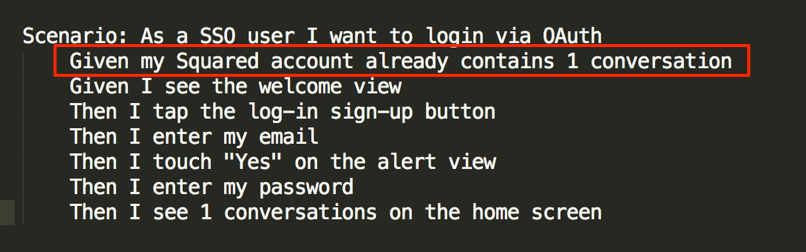 Scenario: As a SSO user I want to login via OAuth
Given my Squared account already contains 1 conversation
Given I see the welcome view
Then I tap the log-in sign-up button
Then I enter my email
Then I touch "Yes" on the alert view
Then I enter my password
Then I see 1 conversations on the home screen